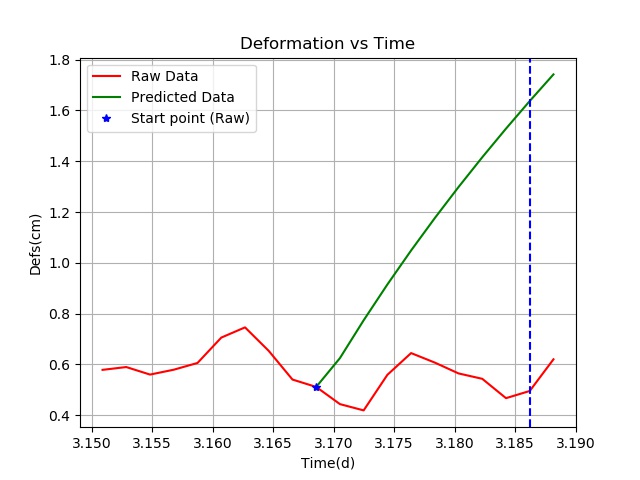 Deformation vs Time
Raw Data
Predicted Data
Start point (Raw)
Defs(cm)
1.8
1.6
1.4
1.2
1.0
0.8
0.6
0.4
3.150 3.155 3.160 3.165 3.170 3.175 3.180 3.185 3.190
Time(d)